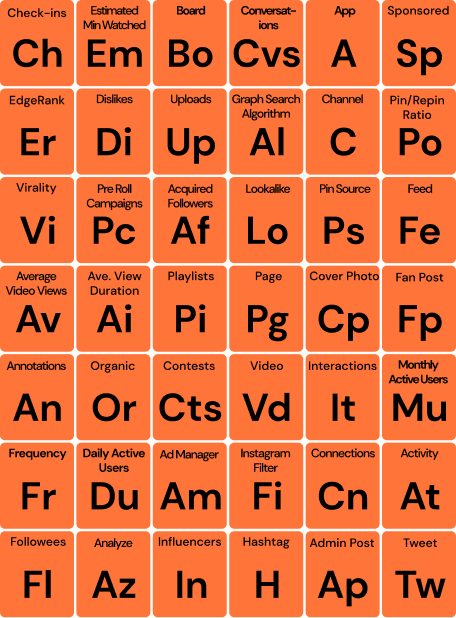 Check-ins
Ch
Estimated
Min Watched
Em
Board
Bo
Conversat-
ions
Cvs
App
A
Sponsored
Sp
EdgeRank
Er
Dislikes
Di
Uploads
Up
Graph Search
Algorithm
Al
Channel
C
Pin/Repin
Ratio
Po
Virality
Vi
Pre Roll
Campaigns
Pc
Acquired
Followers
Af
Lookalike
Lo
Pin Source
Ps
Feed
Fe
Average
Video Views
Av
Ave. View
Duration
Ai
Playlists
Pi
Page
Pg
Cover Photo
Cp
Fan Post
Fp
Annotations
An
Organic
Or
Contests
Cts
Video
Vd
Interactions
It
Monthly
Active Users
Mu
Frequency
Fr
Daily Active
Users
Du
Ad Manager
Am
Instagram
Filter
Fi
Connections
Cn
Activity
At
Followees
Fl
Analyze
Az
Influencers
In
Hashtag
H
Admin Post
Ap
Tweet
Tw